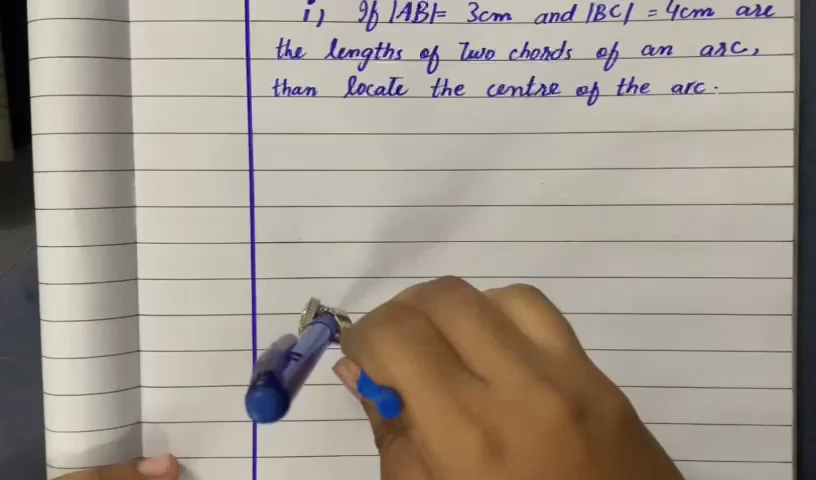 i) If |AB|= 3cm and |BC| = 4cm are
the lengths of two chords of an arc,
than locate the centre of the arc.